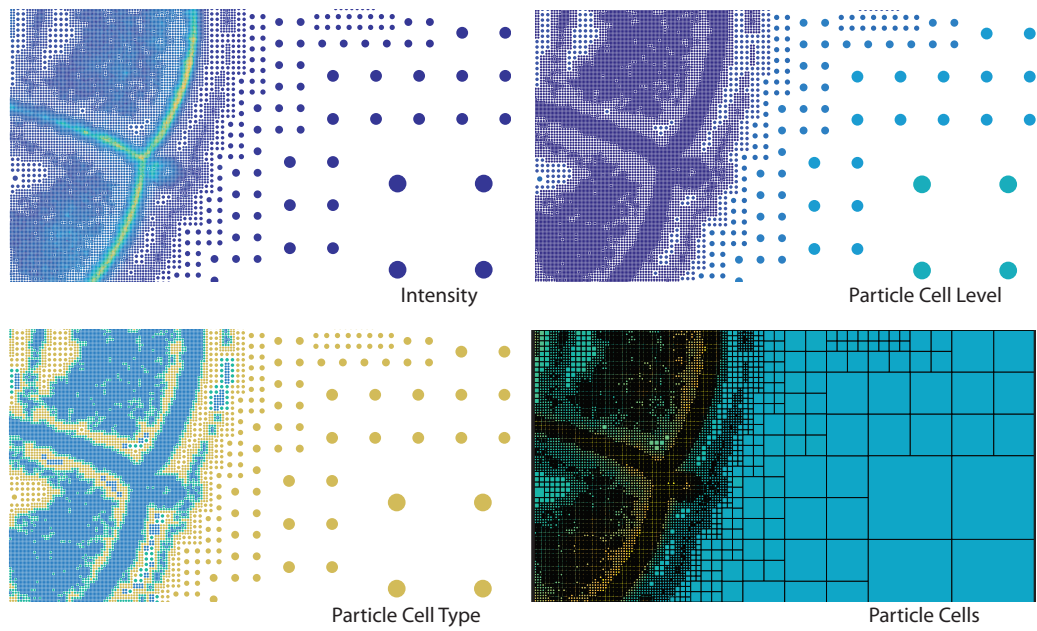 Intensity
Particle Cell Level
Particle Cell Type
Particle Cells